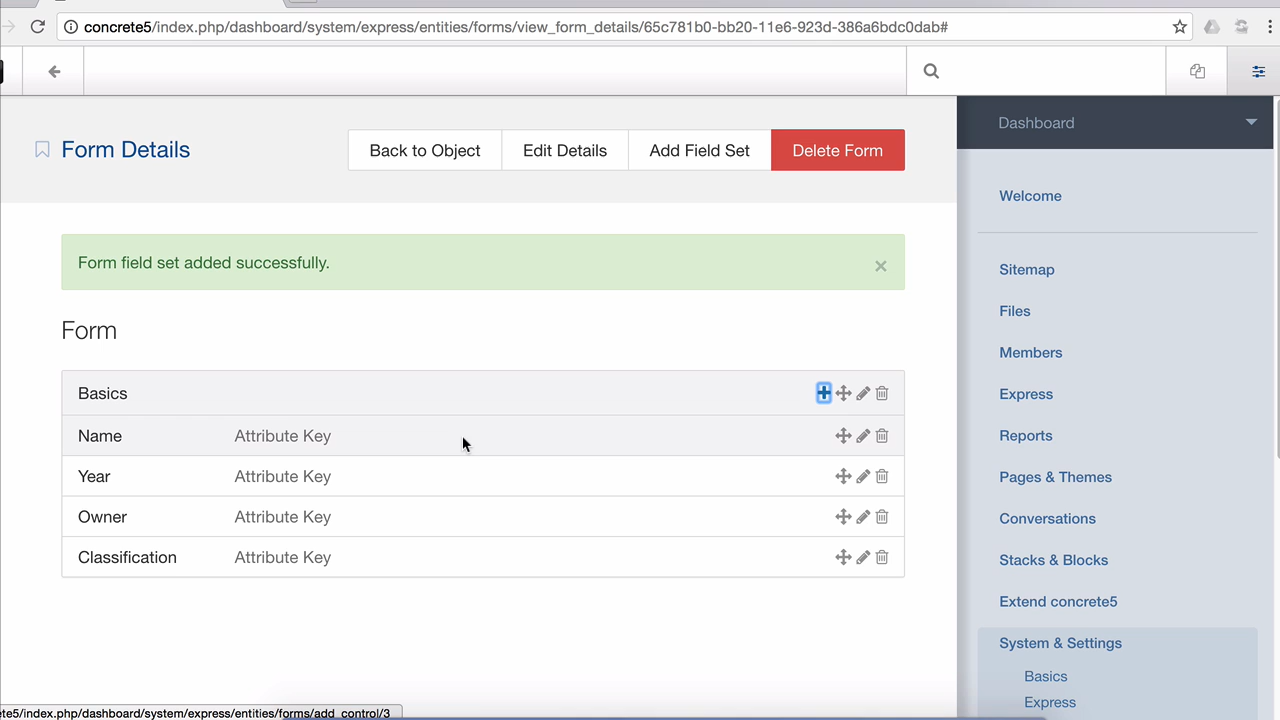 concrete5/index.php/dashboard/system/express/entities/forms/view_form_details/65c781b0-bb20-11e6-923d-386a6bdc0dab#
Form Details
Back to Object
Edit Details
Add Field Set
Delete Form
Dashboard
Welcome
Form field set added successfully.
Sitemap
Files
Form
Members
Basics
Express
Name Attribute Key
Reports
Year Attribute Key
Pages & Themes
Owner Attribute Key
Conversations
Classification Attribute Key
Stacks & Blocks
Extend concrete5
System & Settings
Basics
Express
ete5/index.php/dashboard/system/express/entities/forms/add_control/3